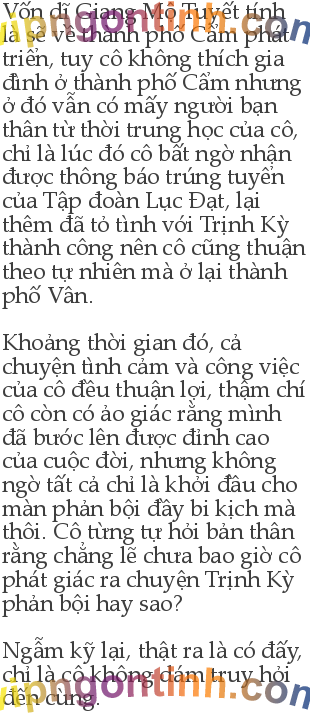 Vốn dĩ Giang Mộ Tuyết tính
là sẽ về thành phố Cẩm phát
triển, tuy cô không thích gia
đình ở thành phố Cẩm nhưng
ở đó vẫn có mấy người bạn
thân từ thời trung học của cô,
chỉ là lúc đó cô bất ngờ nhận
được thông báo trúng tuyển
của Tập đoàn Lục Đạt, lại
thêm đã tỏ tình với Trịnh Kỳ
thành công nên cô cũng thuận
theo tự nhiên mà ở lại thành
phố Vân.
Khoảng thời gian đó, cả
chuyện tình cảm và công việc
của cô đều thuận lợi, thậm chí
cô còn có ảo giác rằng mình
đã bước lên được đỉnh cao
của cuộc đời, nhưng không
ngờ tất cả chỉ là khởi đầu cho
màn phản bội đầy bi kịch mà
thôi. Cô từng tự hỏi bản thân
rằng chẳng lẽ chưa bao giờ cô
phát giác ra chuyện Trịnh Kỳ
phản bội hay sao?
Ngẫm kỹ lại, thật ra là có đấy,
chỉ là cô không dám truy hỏi
đến cùng.
vipngontinh.com
vipngontinh.com